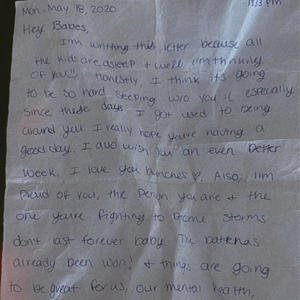 11:13 pm
Mon. May 18, 2020
Hey Babes,
I'm writing this letter because all
the kids are asleep & well I'm thinking
of you!! honestly, I think it's going
to be so hard sleeping w/o you :( especially
since these days I got used to being
around you. I really hope you're having a
good day. I also wish you an even better
week. I love you bunches. Also, I'm
proud of you, the person you are & the
one you're fighting to storms
don't last forever baby. The battle has
already been won! & things are going
to be great for us, our mental health,